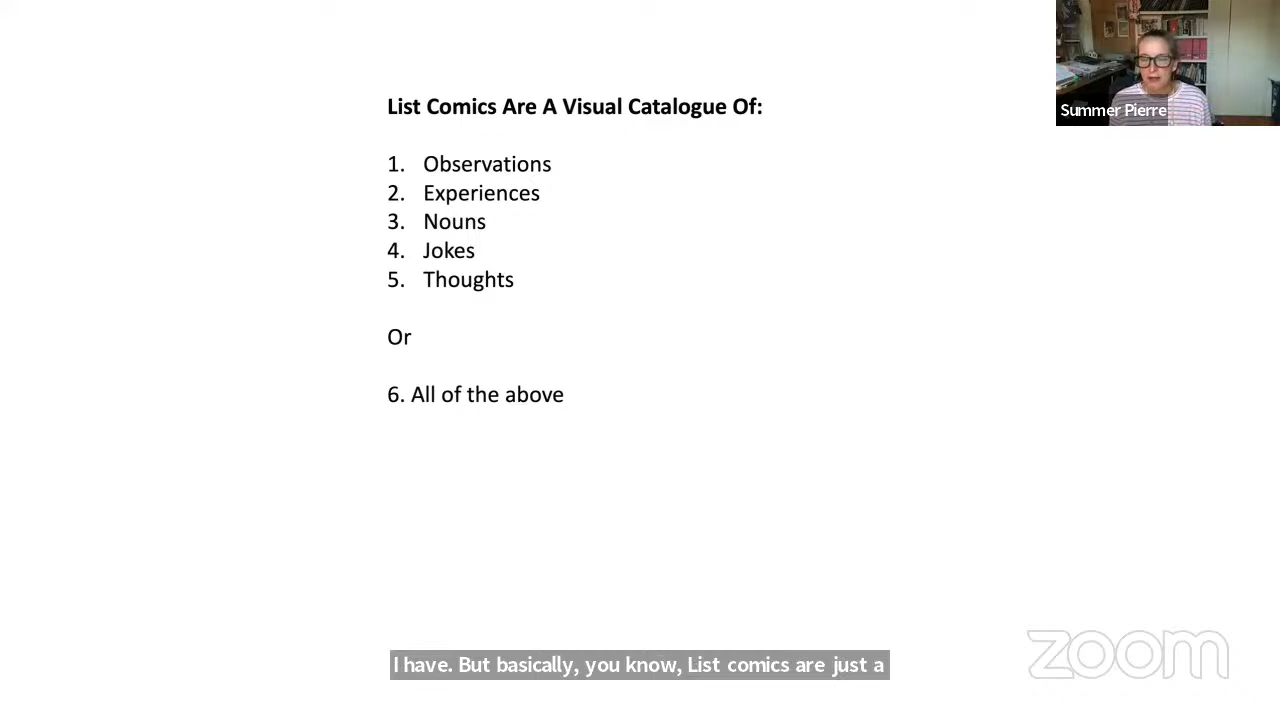 List Comics Are A Visual Catalogue Of:
1. Observations
2. Experiences
3. Nouns
4. Jokes
5. Thoughts
Or
6. All of the above
Summer Pierre
I have. But basically, you know, List comics are just a
zoom